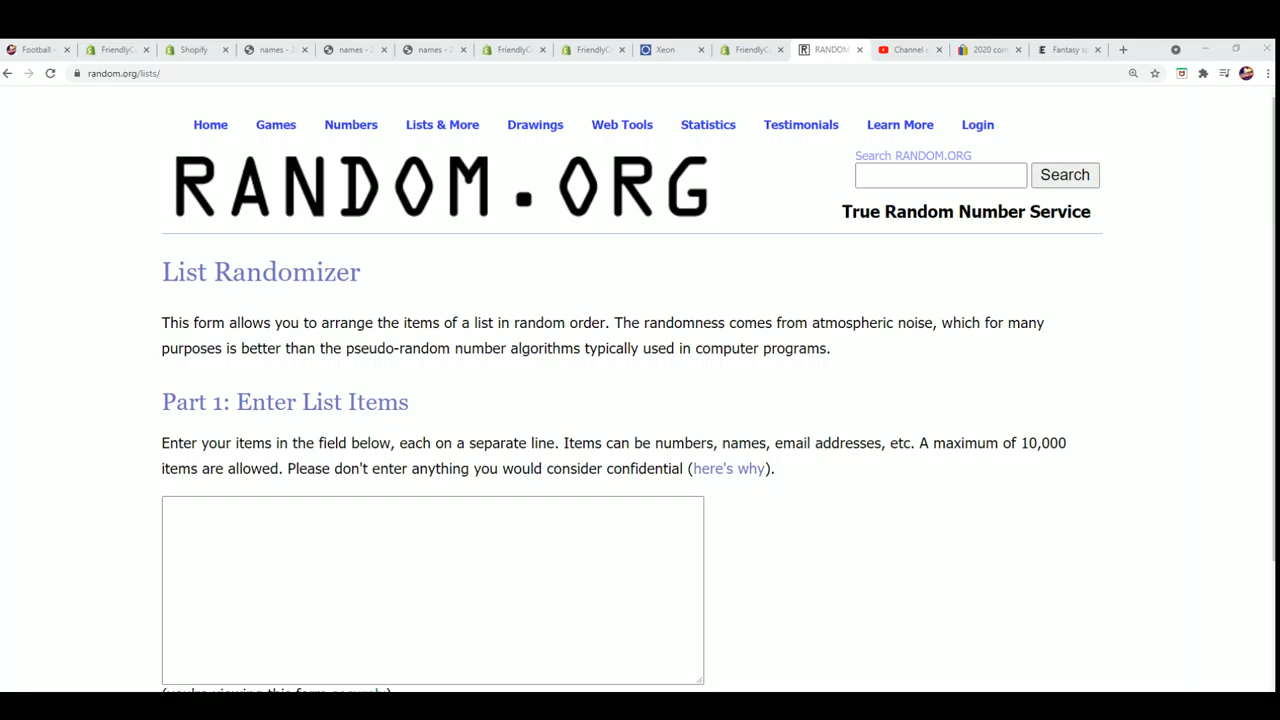 Football - FriendlyC Shopify names - 2 names - 2 names - 2 FriendlyC FriendlyC Xeon FriendlyC RANDOM Channel c 2020 con Fantasy s
random.org/lists/
Home Games Numbers Lists & More Drawings Web Tools Statistics Testimonials Learn More Login
Search RANDOM.ORG
RANDOM.ORG
Search
True Random Number Service
List Randomizer
This form allows you to arrange the items of a list in random order. The randomness comes from atmospheric noise, which for many
purposes is better than the pseudo-random number algorithms typically used in computer programs.
Part 1: Enter List Items
Enter your items in the field below, each on a separate line. Items can be numbers, names, email addresses, etc. A maximum of 10,000
items are allowed. Please don't enter anything you would consider confidential (here's why).
(you're viewing this form securely)